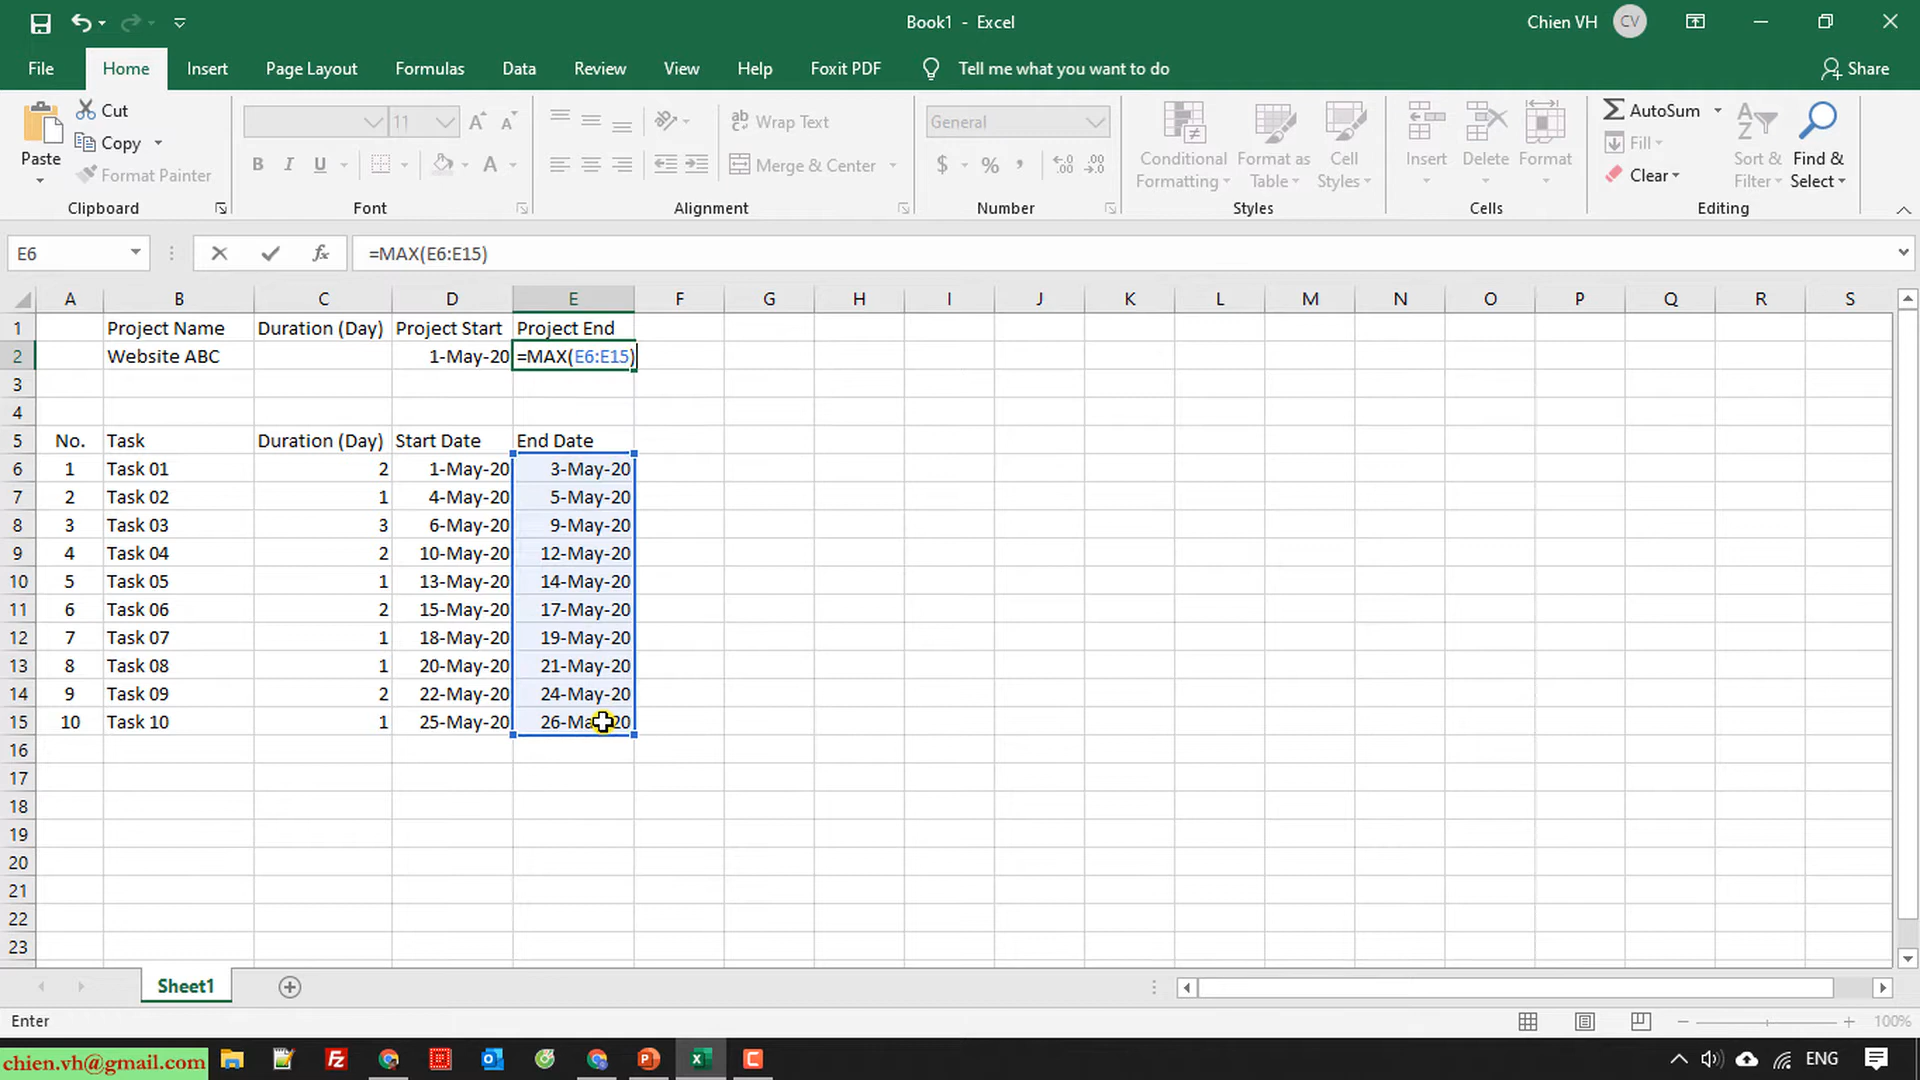 Book1 - Excel
Chien VH
CV
File Home Insert Page Layout Formulas Data Review View Help Foxit PDF Tell me what you want to do Share
Paste
Cut
Copy
Format Painter
Clipboard
11
B I U A
Font
Wrap Text
Merge & Center
Alignment
General
$ %
Number
Conditional Formatting
Format as Table
Cell Styles
Styles
Insert Delete Format
Cells
AutoSum
Fill
Clear
Sort & Filter
Find & Select
Editing
E6 fx =MAX(E6:E15)
A B C D E F G H I J K L M N O P Q R S
1 Project Name Duration (Day) Project Start Project End
2 Website ABC 1-May-20 =MAX(E6:E15)
3
4
5 No. Task Duration (Day) Start Date End Date
6 1 Task 01 2 1-May-20 3-May-20
7 2 Task 02 1 4-May-20 5-May-20
8 3 Task 03 3 6-May-20 9-May-20
9 4 Task 04 2 10-May-20 12-May-20
10 5 Task 05 1 13-May-20 14-May-20
11 6 Task 06 2 15-May-20 17-May-20
12 7 Task 07 1 18-May-20 19-May-20
13 8 Task 08 1 20-May-20 21-May-20
14 9 Task 09 2 22-May-20 24-May-20
15 10 Task 10 1 25-May-20 26-May-20
16
17
18
19
20
21
22
23
Sheet1
Enter
100%
chien.vh@gmail.com
ENG